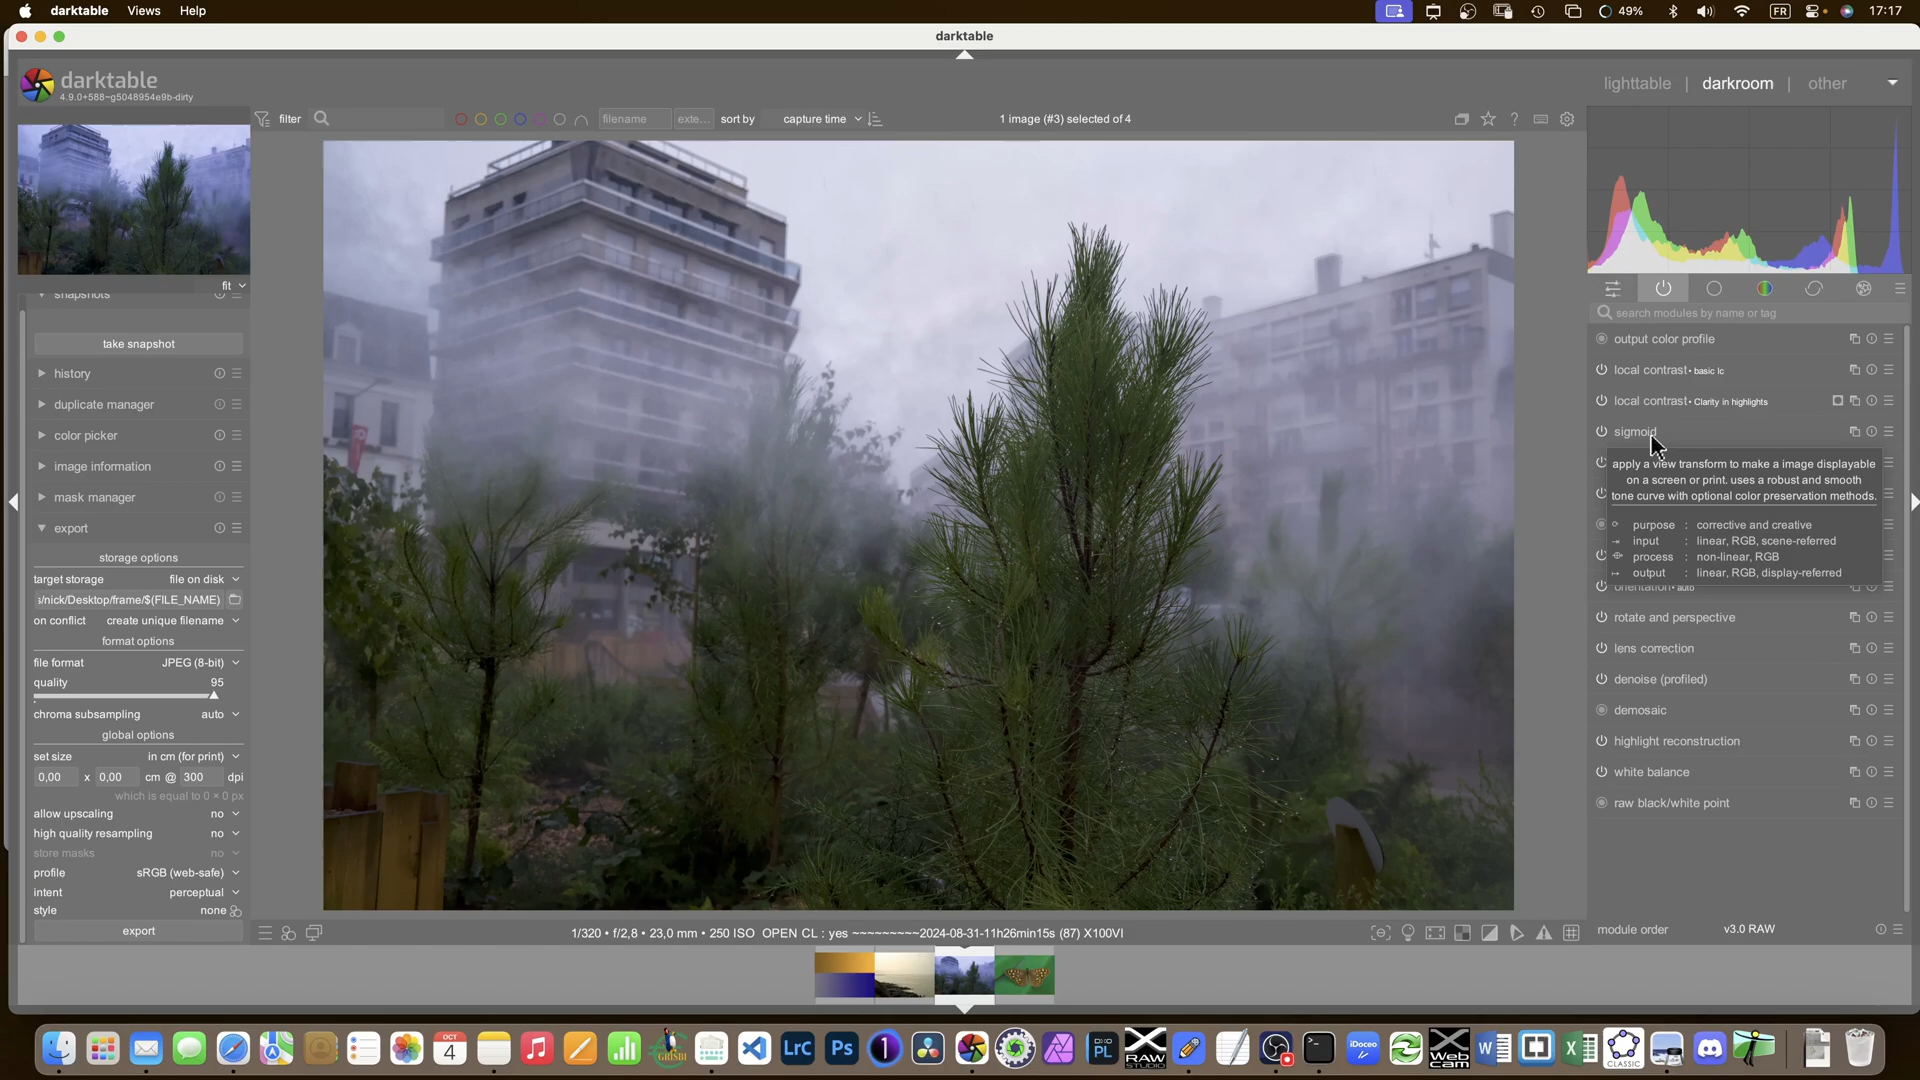 darktable Views Help
49% FR 17:17
darktable
darktable
4.9.0+588~g5048954e9b-dirty
lighttable | darkroom | other
filter
filename
exte...
sort by capture time
1 image (#3) selected of 4
fit
snapshots
take snapshot
history
duplicate manager
color picker
image information
mask manager
export
storage options
target storage file on disk
s/nick/Desktop/frame/$(FILE_NAME)
on conflict create unique filename
format options
file format JPEG (8-bit)
quality 95
chroma subsampling auto
global options
set size in cm (for print)
0,00 x 0,00 cm @ 300 dpi
which is equal to 0 × 0 px
allow upscaling no
high quality resampling no
store masks no
profile sRGB (web-safe)
intent perceptual
style none
export
search modules by name or tag
output color profile
local contrast • basic lc
local contrast • Clarity in highlights
sigmoid
apply a view transform to make a image displayable
on a screen or print. uses a robust and smooth
tone curve with optional color preservation methods.
purpose : corrective and creative
input : linear, RGB, scene-referred
process : non-linear, RGB
output : linear, RGB, display-referred
orientation • auto
rotate and perspective
lens correction
denoise (profiled)
demosaic
highlight reconstruction
white balance
raw black/white point
module order v3.0 RAW
1/320 • f/2,8 • 23,0 mm • 250 ISO OPEN CL : yes ~~~~~~~~~2024-08-31-11h26min15s (87) X100VI
OCT
4
GRISBI
LrC
Ps
1
DXO
PL
RAW
STUDIO
iDoceo
Web
cam
W
X
CLASSIC